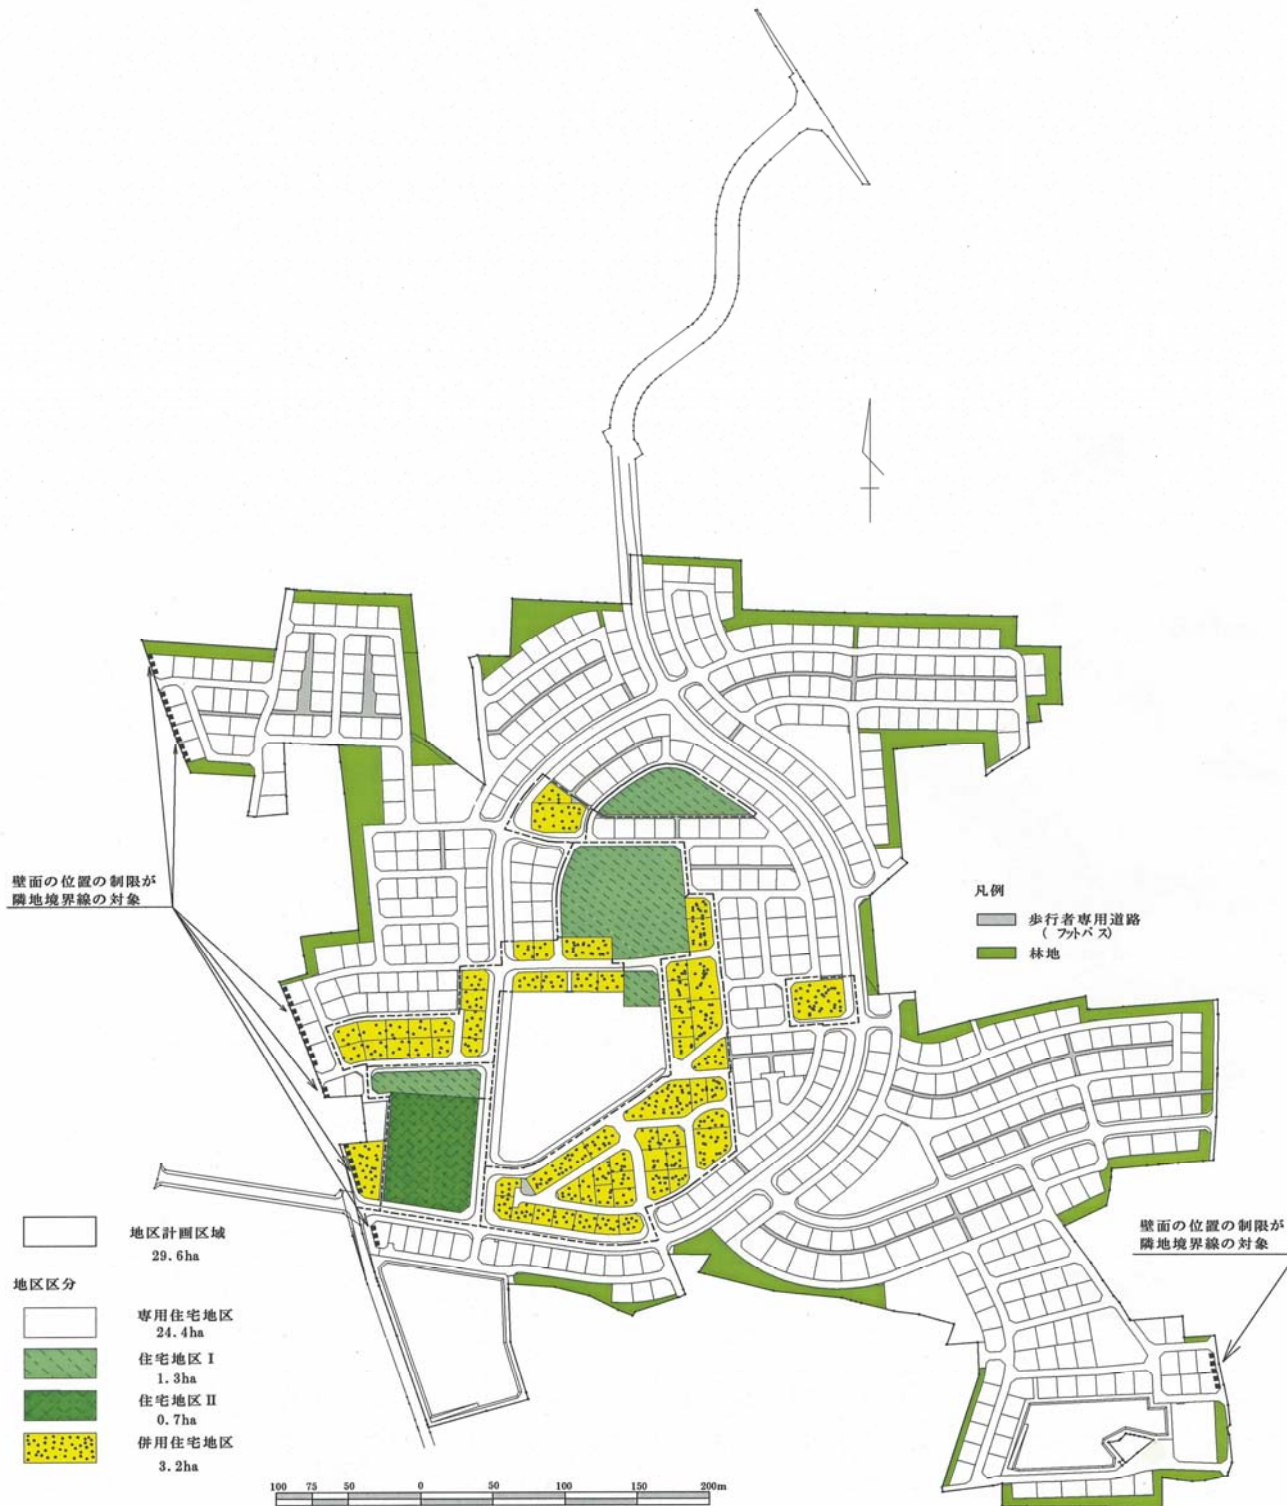 壁面の位置の制限が
隣地境界線の対象
凡例
歩行者専用道路
( フットパス)
林地
壁面の位置の制限が
隣地境界線の対象
地区計画区域
29.6ha
地区区分
専用住宅地区
24.4ha
住宅地区 I
1.3ha
住宅地区 II
0.7ha
併用住宅地区
3.2ha
100 75 50 0 50 100 150 200m